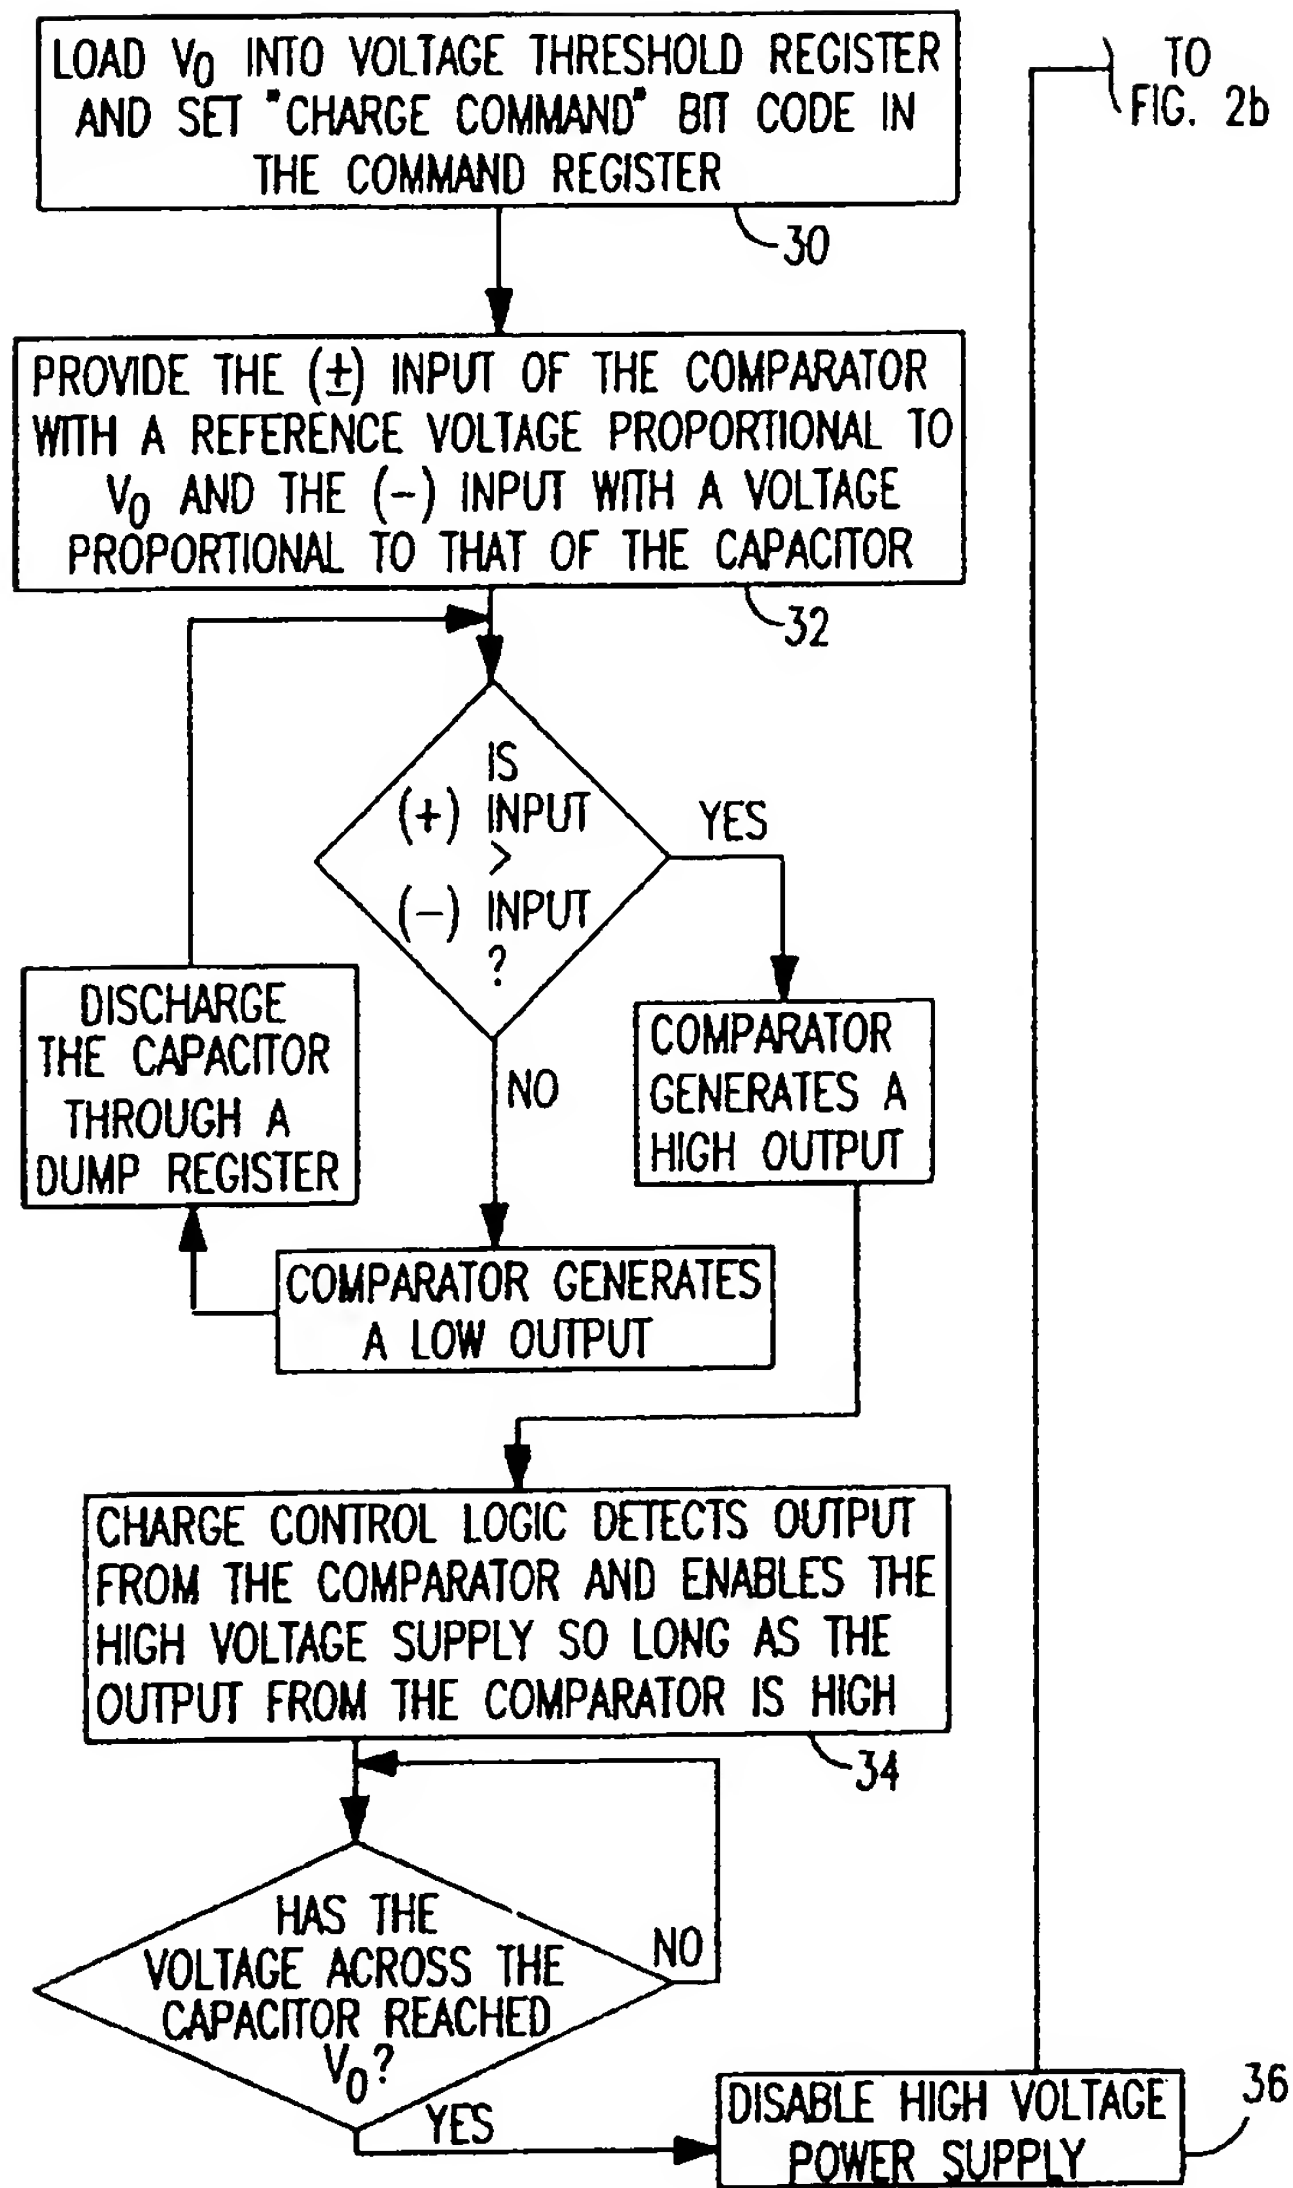 LOAD V0 INTO VOLTAGE THRESHOLD REGISTER
AND SET "CHARGE COMMAND" BIT CODE IN
THE COMMAND REGISTER
30
TO
FIG. 2b
PROVIDE THE (±) INPUT OF THE COMPARATOR
WITH A REFERENCE VOLTAGE PROPORTIONAL TO
V0 AND THE (-) INPUT WITH A VOLTAGE
PROPORTIONAL TO THAT OF THE CAPACITOR
32
IS
(+) INPUT
>
(-) INPUT
?
YES
NO
DISCHARGE
THE CAPACITOR
THROUGH A
DUMP REGISTER
COMPARATOR
GENERATES A
HIGH OUTPUT
COMPARATOR GENERATES
A LOW OUTPUT
CHARGE CONTROL LOGIC DETECTS OUTPUT
FROM THE COMPARATOR AND ENABLES THE
HIGH VOLTAGE SUPPLY SO LONG AS THE
OUTPUT FROM THE COMPARATOR IS HIGH
34
HAS THE
VOLTAGE ACROSS THE
CAPACITOR REACHED
V0?
NO
YES
DISABLE HIGH VOLTAGE
POWER SUPPLY
36